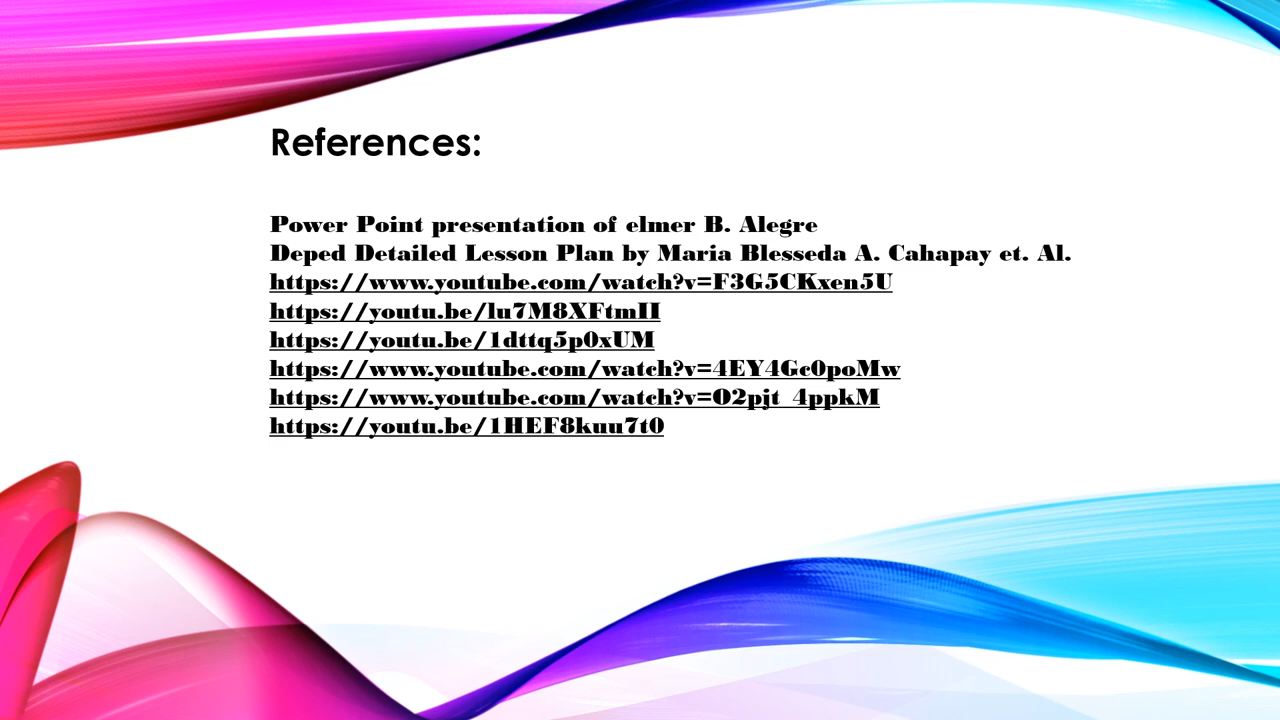 References:
Power Point presentation of elmer B. Alegre
Deped Detailed Lesson Plan by Maria Blesseda A. Cahapay et. Al.
https://www.youtube.com/watch?v=F3G5CKxen5U
https://youtu.be/lu7M8XFtmII
https://youtu.be/1dttq5p0xUM
https://www.youtube.com/watch?v=4EY4Gc0poMw
https://www.youtube.com/watch?v=O2pjt_4ppkM
https://youtu.be/1HEF8kuu7t0